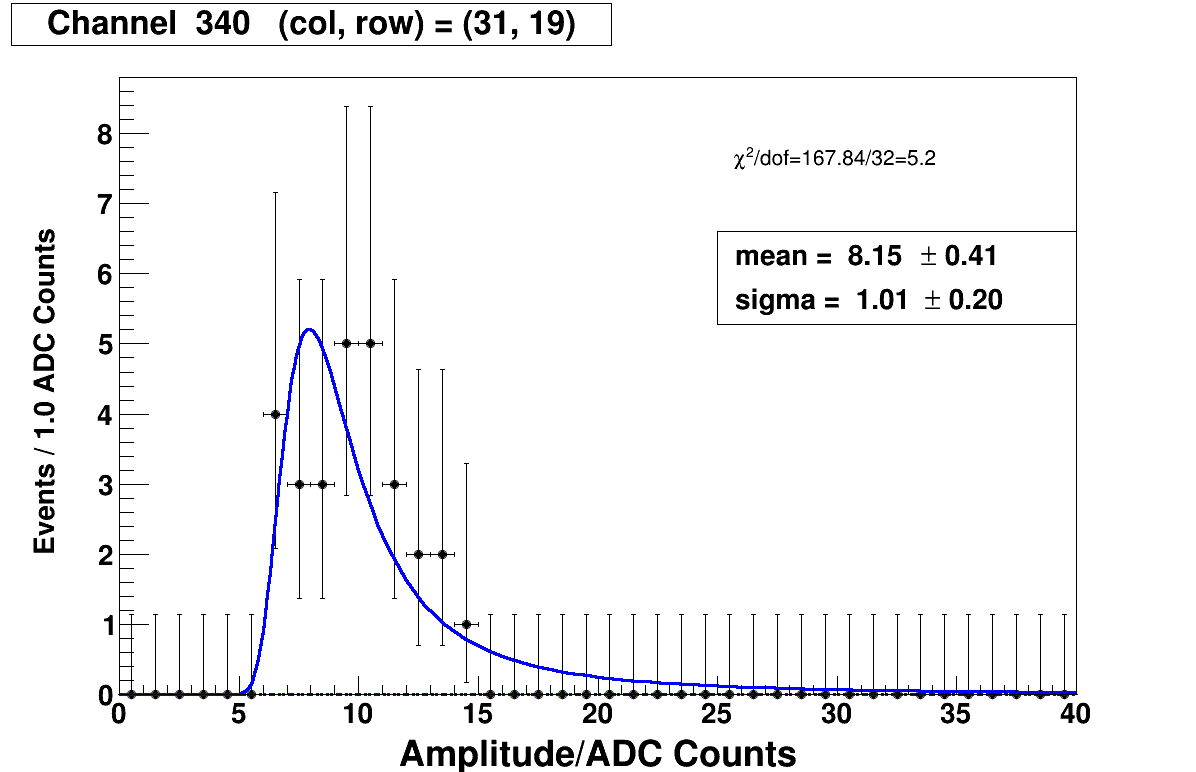 Channel 340 (col, row) = (31, 19)
χ²/dof=167.84/32=5.2
mean = 8.15 ± 0.41
sigma = 1.01 ± 0.20
Events / 1.0 ADC Counts
8
7
6
5
4
3
2
1
0
0 5 10 15 20 25 30 35 40
Amplitude/ADC Counts